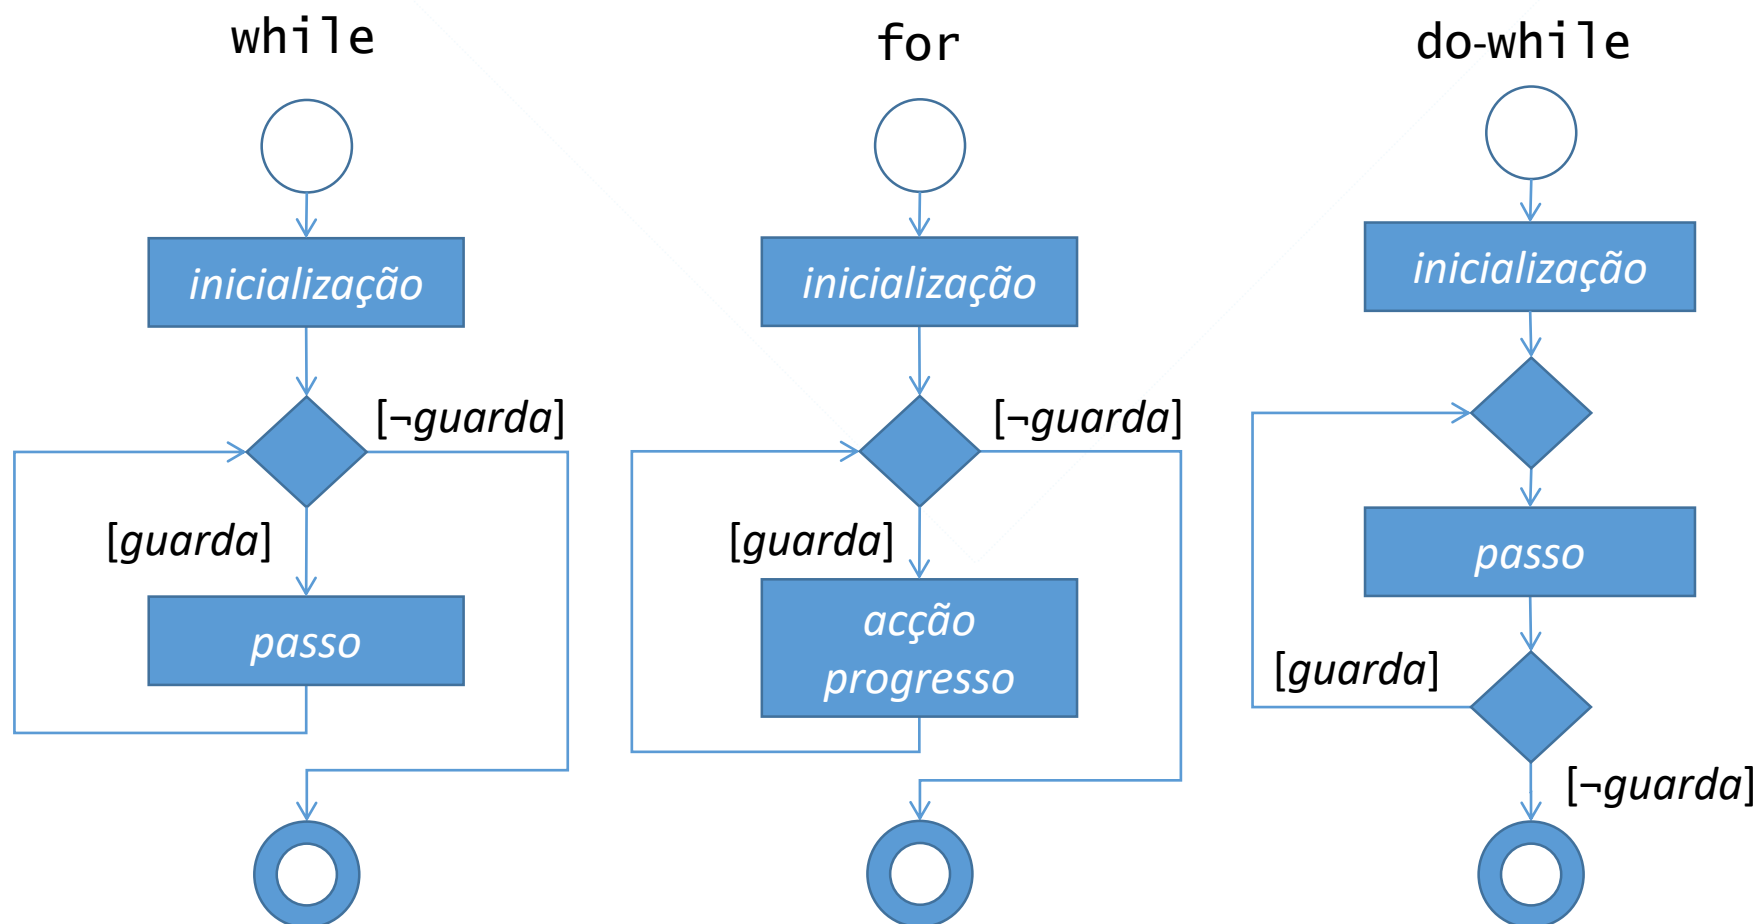 while
inicialização
[¬guarda]
[guarda]
passo
for
inicialização
[¬guarda]
[guarda]
acção
progresso
do-while
inicialização
passo
[guarda]
[¬guarda]